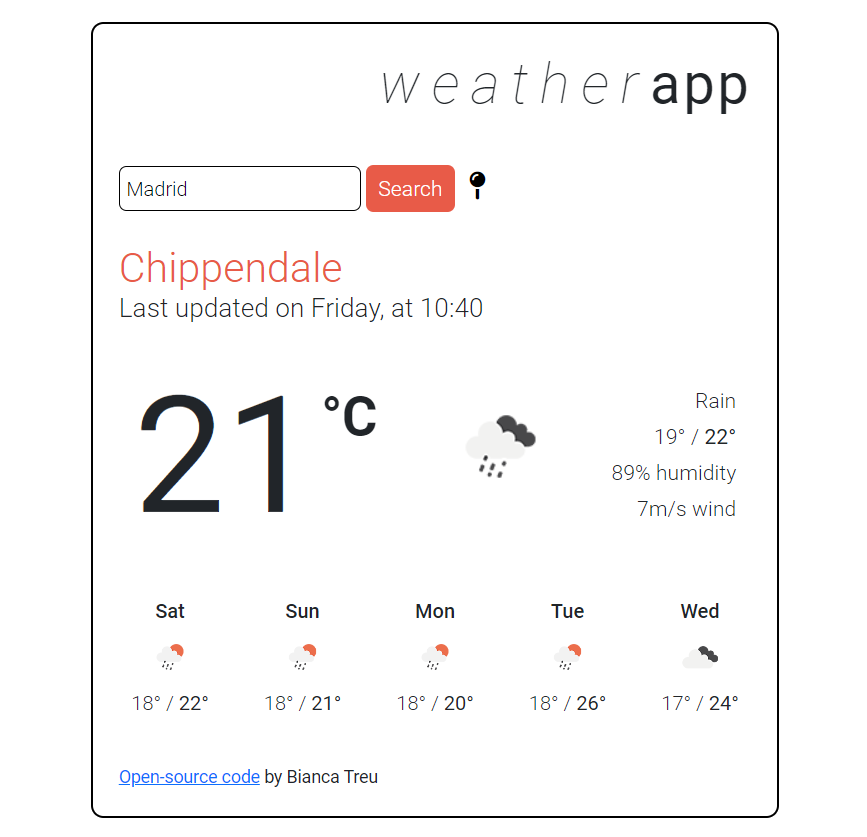 weatherapp
Madrid Search
Chippendale
Last updated on Friday, at 10:40
21 °C
Rain
19° / 22°
89% humidity
7m/s wind
Sat Sun Mon Tue Wed
18° / 22° 18° / 21° 18° / 20° 18° / 26° 17° / 24°
Open-source code by Bianca Treu